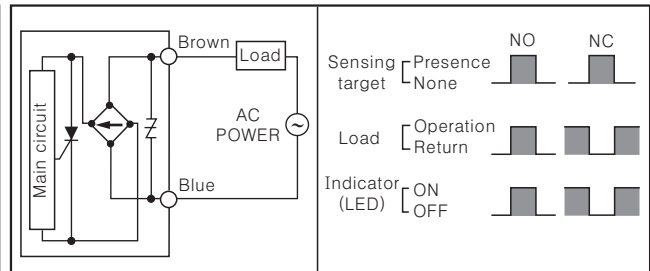 Brown
Load
Main circuit
AC
POWER
Blue
NO NC
Sensing
target
Presence
None
Load
Operation
Return
Indicator
(LED)
ON
OFF